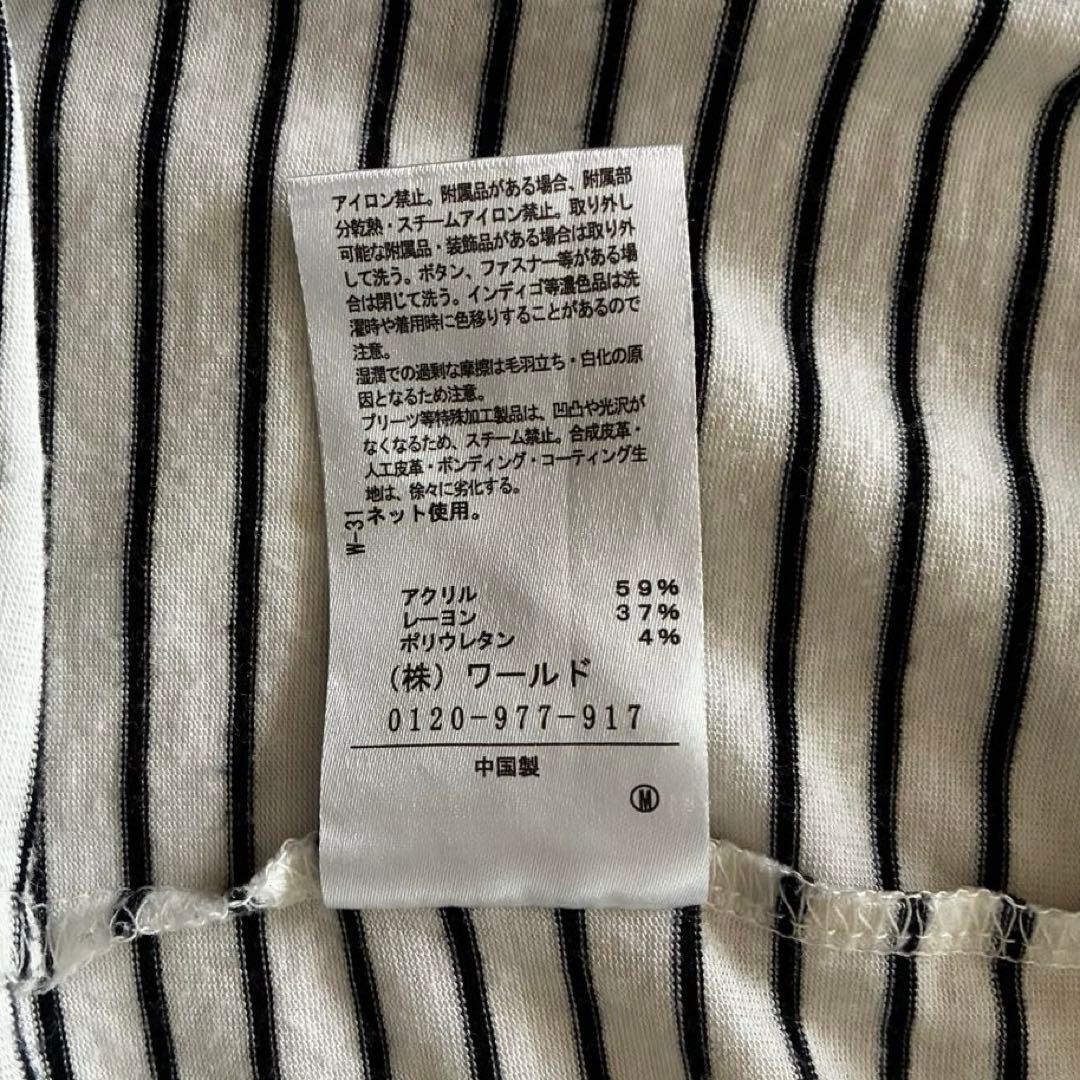 アイロン禁止。附属品がある場合、附属部
分乾熱・スチームアイロン禁止。取り外し
可能な附属品・装飾品がある場合は取り外
して洗う。ボタン、ファスナー等がある場
合は閉じて洗う。インディゴ等濃色品は洗
濯時や着用時に色移りすることがあるので
注意。
湿潤での過剰な摩擦は毛羽立ち・白化の原
因となるため注意。
プリーツ等特殊加工製品は、凹凸や光沢が
なくなるため、スチーム禁止。合成皮革・
人工皮革・ボンディング・コーティング生
地は、徐々に劣化する。
ネット使用。
W-31
アクリル 59%
レーヨン 37%
ポリウレタン 4%
(株) ワールド
0120-977-917
中国製
Ⓜ